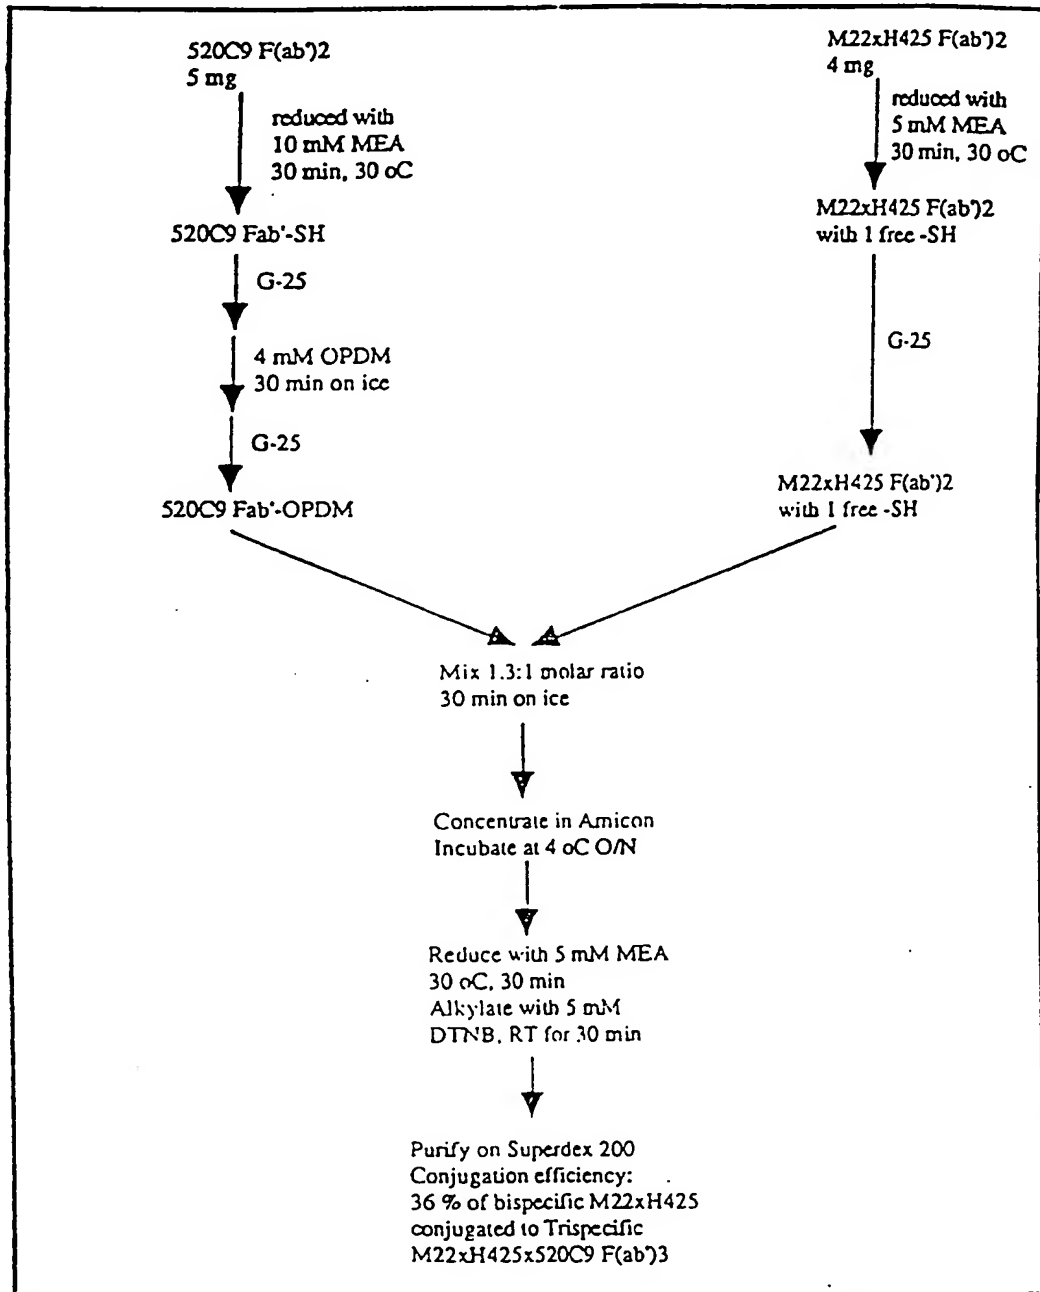 520C9 F(ab')2
5 mg
reduced with
10 mM MEA
30 min, 30 oC
520C9 Fab'-SH
G-25
4 mM OPDM
30 min on ice
G-25
520C9 Fab'-OPDM
M22xH425 F(ab')2
4 mg
reduced with
5 mM MEA
30 min, 30 oC
M22xH425 F(ab')2
with 1 free -SH
G-25
M22xH425 F(ab')2
with 1 free -SH
Mix 1.3:1 molar ratio
30 min on ice
Concentrate in Amicon
Incubate at 4 oC O/N
Reduce with 5 mM MEA
30 oC, 30 min
Alkylate with 5 mM
DTNB, RT for 30 min
Purify on Superdex 200
Conjugation efficiency:
36 % of bispecific M22xH425
conjugated to Trispecific
M22xH425x520C9 F(ab')3